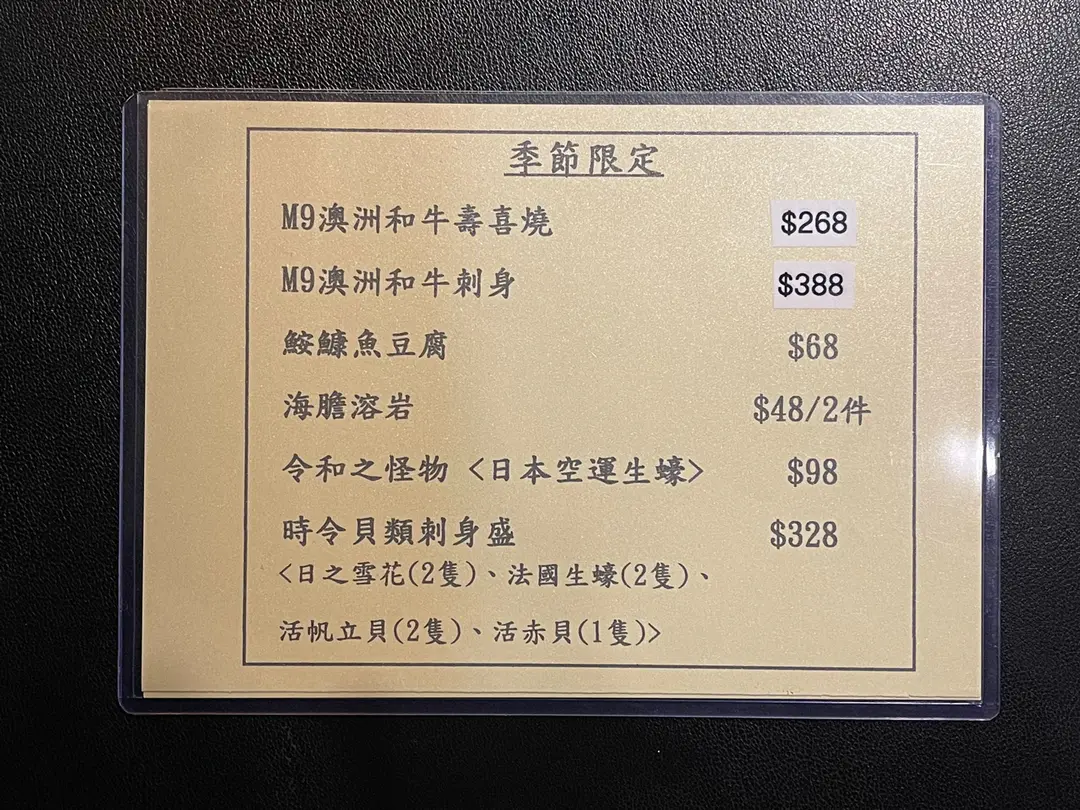 季節限定
M9澳洲和牛壽喜燒 $268
M9澳洲和牛刺身 $388
鮟鱇魚豆腐 $68
海膽溶岩 $48/2件
令和之怪物 <日本空運生蠔> $98
時令貝類刺身盛 $328
<日之雪花(2隻)、法國生蠔(2隻)、
活帆立貝(2隻)、活赤貝(1隻)>